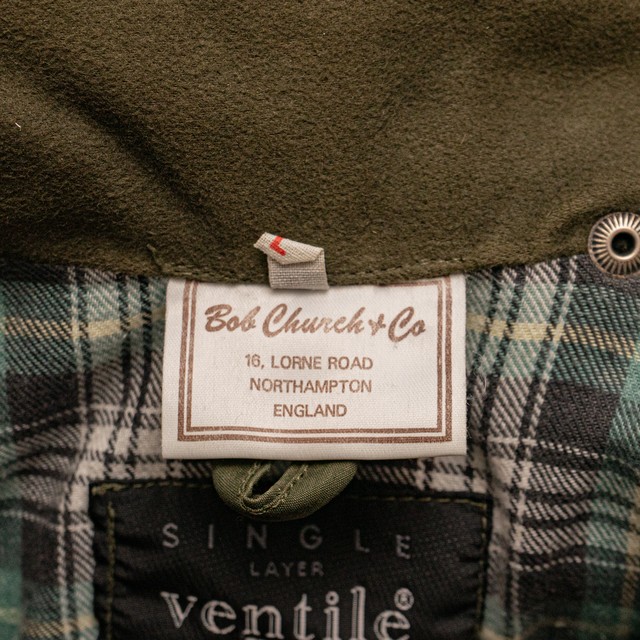 L
Bob Church & Co
16, LORNE ROAD
NORTHAMPTON
ENGLAND
SINGLE
LAYER
ventile®